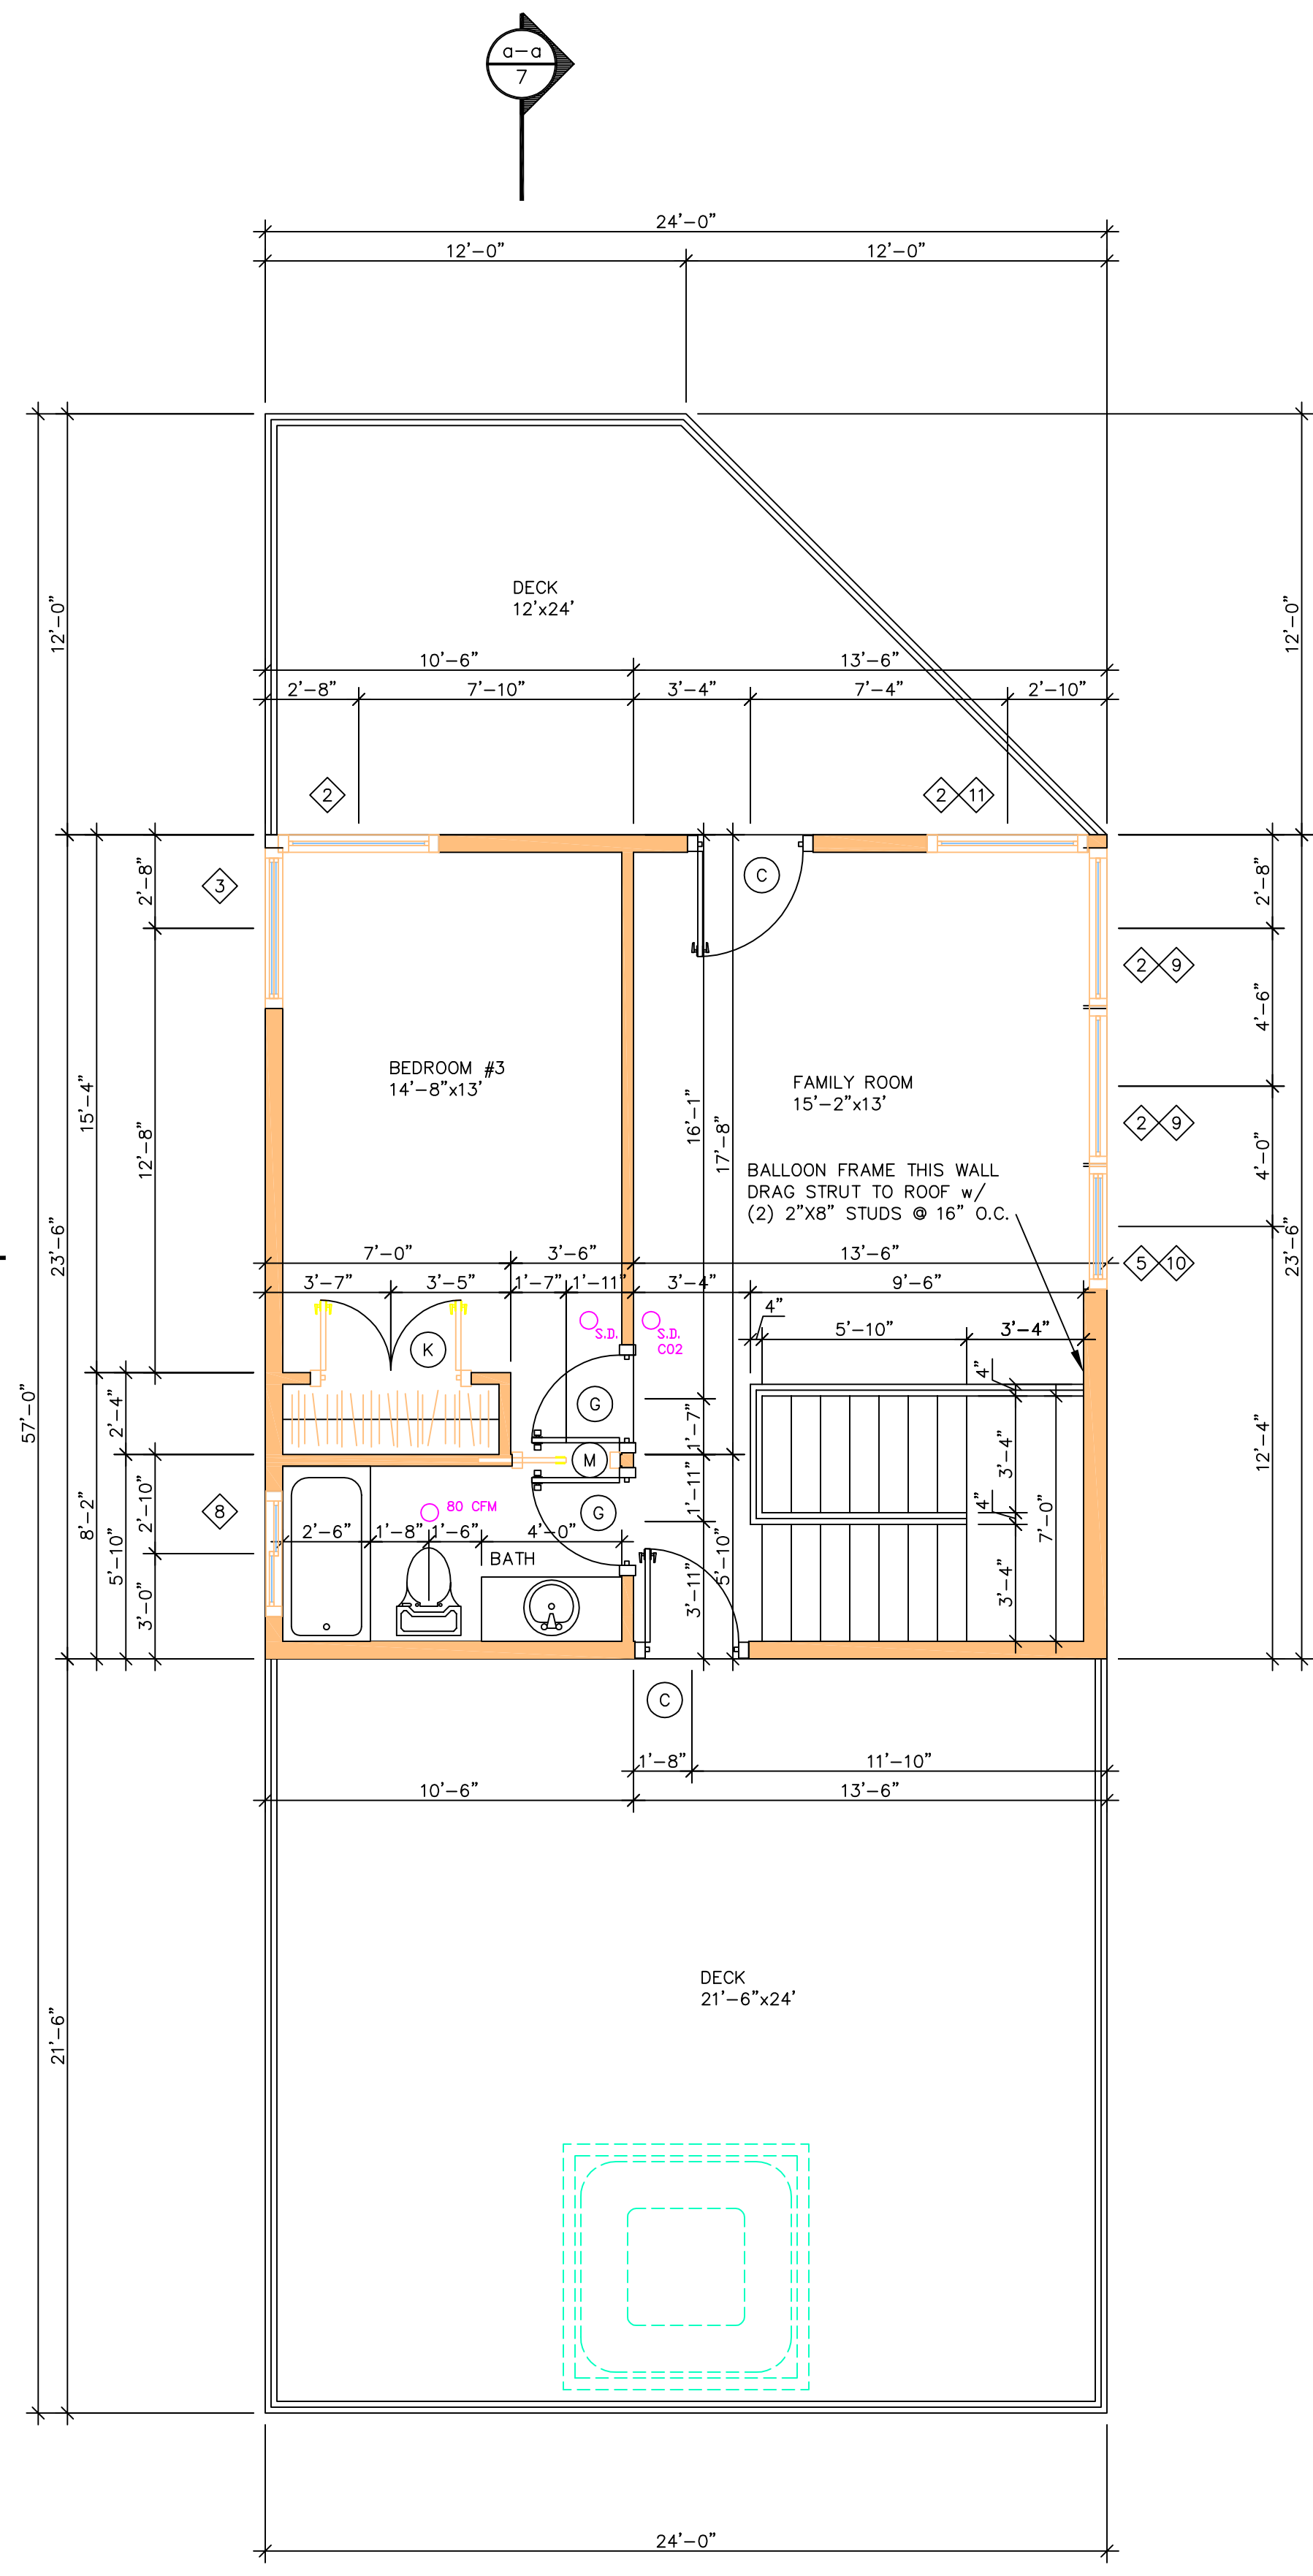 a–a
7
24'–0"
12'–0" 12'–0"
DECK
12'x24'
12'–0"
12'–0"
10'–6" 13'–6"
2'–8" 7'–10" 3'–4" 7'–4" 2'–10"
2
2 11
3
C
2'–8"
2'–8"
2 9
4'–6"
BEDROOM #3
14'–8"x13'
FAMILY ROOM
15'–2"x13'
15'–4"
12'–8"
16'–1"
17'–8"
2 9
4'–0"
BALLOON FRAME THIS WALL
DRAG STRUT TO ROOF w/
(2) 2"X8" STUDS @ 16" O.C.
23'–6"
23'–6"
7'–0" 3'–6" 13'–6"
5 10
3'–7" 3'–5" 1'–7" 1'–11" 3'–4" 9'–6"
4"
S.D.
S.D.
CO2
5'–10" 3'–4"
K
57'–0"
2'–4"
G
4"
1'–7"
3'–4"
12'–4"
M
8'–2"
5'–10"
2'–10"
1'–11"
4"
7'–0"
8
80 CFM
G
2'–6" 1'–8" 1'–6" 4'–0"
BATH
3'–0"
3'–11"
5'–10"
3'–4"
C
1'–8" 11'–10"
10'–6" 13'–6"
DECK
21'–6"x24'
21'–6"
24'–0"